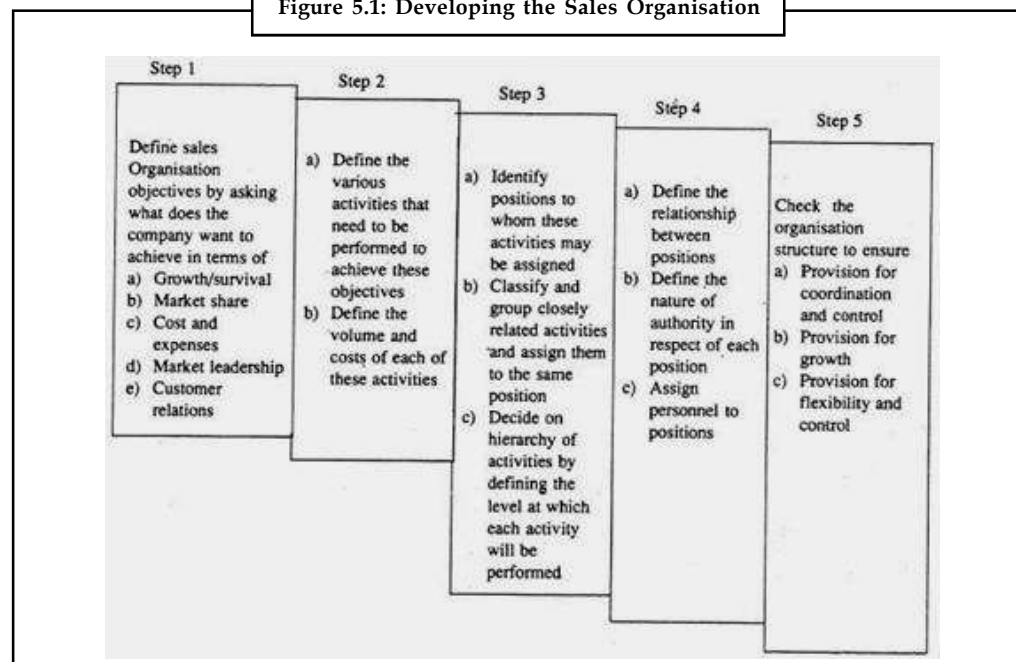 Figure 5.1: Developing the Sales Organisation
Step 1
Define sales
Organisation
objectives by asking
what does the
company want to
achieve in terms of
a) Growth/survival
b) Market share
c) Cost and
expenses
d) Market leadership
e) Customer
relations
Step 2
a) Define the
various
activities that
need to be
performed to
achieve these
objectives
b) Define the
volume and
costs of each of
these activities
Step 3
a) Identify
positions to
whom these
activities may
be assigned
b) Classify and
group closely
related activities
and assign them
to the same
position
c) Decide on
hierarchy of
activities by
defining the
level at which
each activity
will be
performed
Step 4
a) Define the
relationship
between
positions
b) Define the
nature of
authority in
respect of each
position
c) Assign
personnel to
positions
Step 5
Check the
organisation
structure to ensure
a) Provision for
coordination
and control
b) Provision for
growth
c) Provision for
flexibility and
control